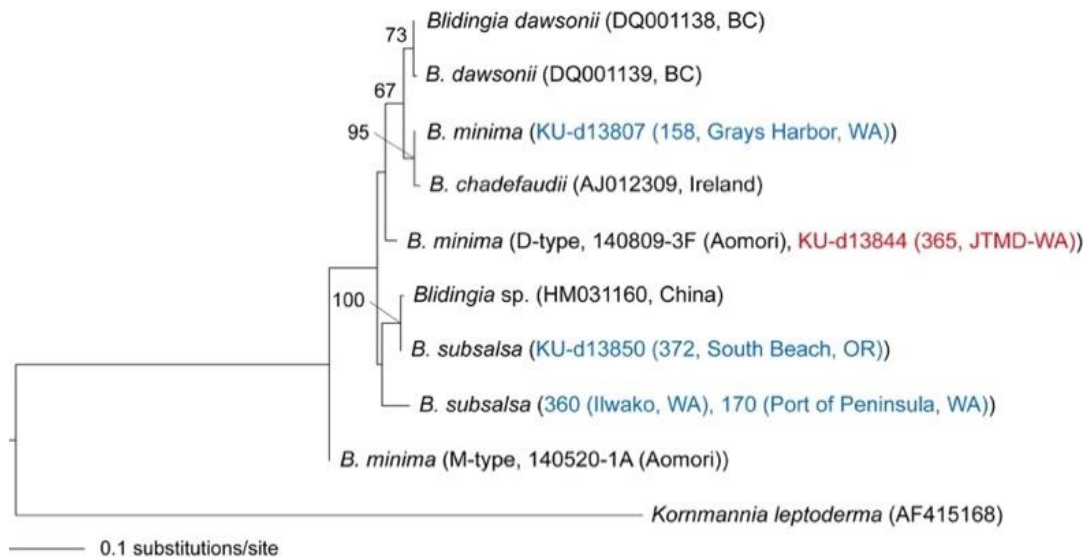 Blidingia dawsonii (DQ001138, BC)
73
B. dawsonii (DQ001139, BC)
67
B. minima (KU-d13807 (158, Grays Harbor, WA))
95
B. chadefaudii (AJ012309, Ireland)
B. minima (D-type, 140809-3F (Aomori), KU-d13844 (365, JTMD-WA))
Blidingia sp. (HM031160, China)
100
B. subsalsa (KU-d13850 (372, South Beach, OR))
B. subsalsa (360 (Ilwako, WA), 170 (Port of Peninsula, WA))
B. minima (M-type, 140520-1A (Aomori))
Kornmannia leptoderma (AF415168)
0.1 substitutions/site